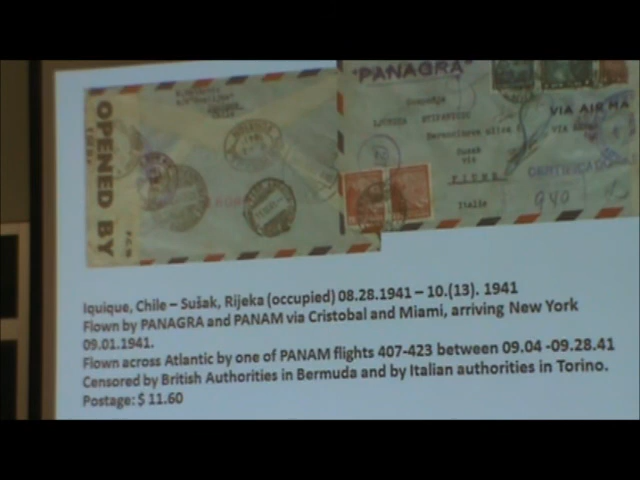 "PANAGRA"
OPENED BY
VIA AIR MA
Susak
via
FIUME
Italie
Iquique, Chile – Sušak, Rijeka (occupied) 08.28.1941 – 10.(13). 1941
Flown by PANAGRA and PANAM via Cristobal and Miami, arriving New York
09.01.1941.
Flown across Atlantic by one of PANAM flights 407-423 between 09.04 -09.28.41
Censored by British Authorities in Bermuda and by Italian authorities in Torino.
Postage: $ 11.60